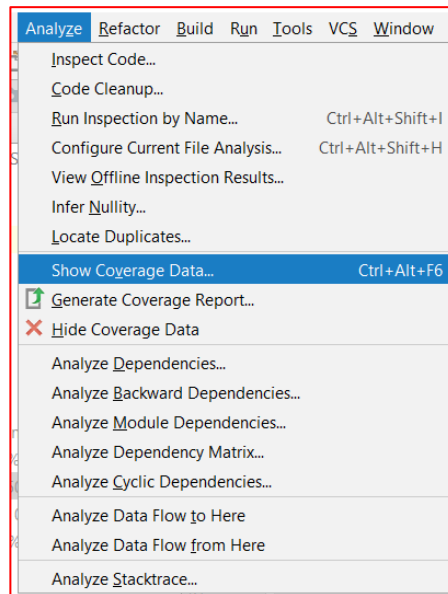 Analyze Refactor Build Run Tools VCS Window
Inspect Code...
Code Cleanup...
Run Inspection by Name... Ctrl+Alt+Shift+I
Configure Current File Analysis... Ctrl+Alt+Shift+H
View Offline Inspection Results...
Infer Nullity...
Locate Duplicates...
Show Coverage Data... Ctrl+Alt+F6
Generate Coverage Report...
Hide Coverage Data
Analyze Dependencies...
Analyze Backward Dependencies...
Analyze Module Dependencies...
Analyze Dependency Matrix...
Analyze Cyclic Dependencies...
Analyze Data Flow to Here
Analyze Data Flow from Here
Analyze Stacktrace...